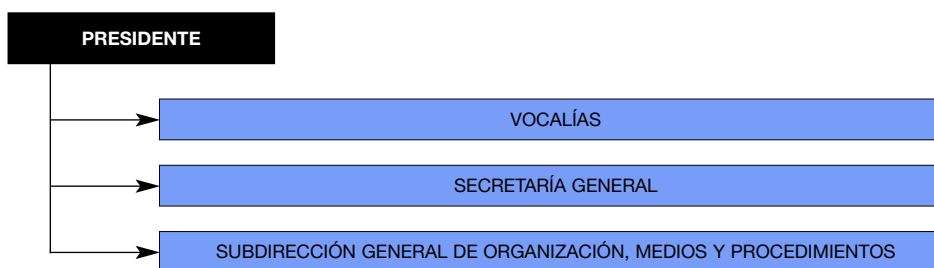 PRESIDENTE
VOCALÍAS
SECRETARÍA GENERAL
SUBDIRECCIÓN GENERAL DE ORGANIZACIÓN, MEDIOS Y PROCEDIMIENTOS